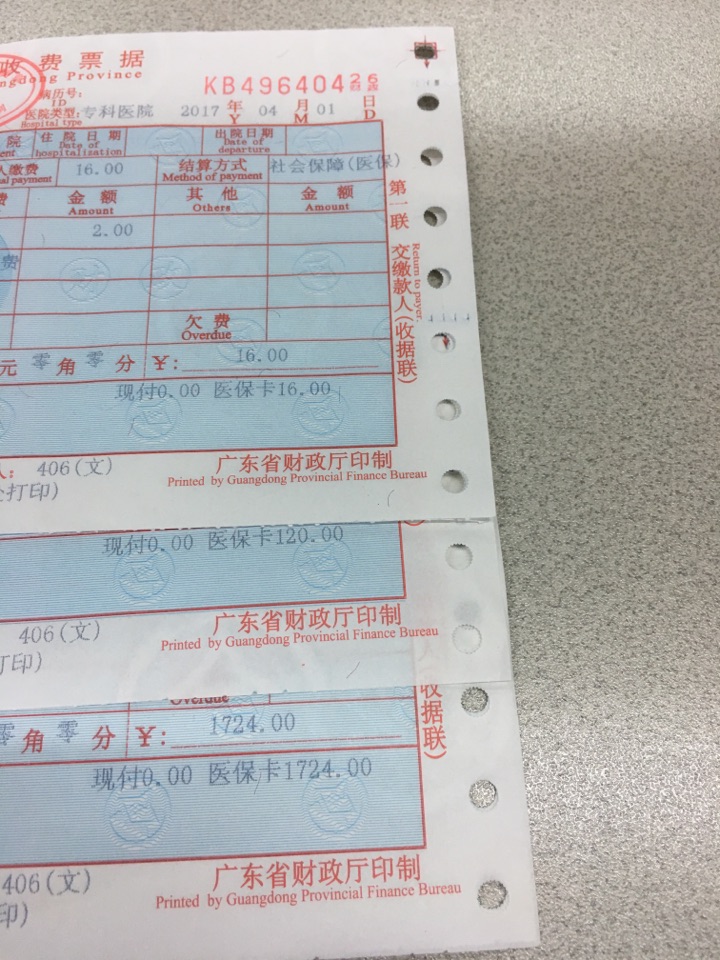 收费票据
ngdong Province
KB49640426
病历号:
ID
医院类型: 专科医院 2017 年 04 月 01 日
Hospital type Y M D
院 住院日期 出院日期
Date of hospitalization Date of departure
人缴费 16.00 结算方式 社会保障(医保)
al payment Method of payment
费 金额 其他 金额
Amount Others Amount
2.00
费
欠费
Overdue
元 零 角 零 分 ¥: 16.00
现付0.00 医保卡16.00
406(文)
打印)
广东省财政厅印制
Printed by Guangdong Provincial Finance Bureau
第一联 交缴款人(收据联)
Return to payer.
现付0.00 医保卡120.00
406(文)
打印)
广东省财政厅印制
Printed by Guangdong Provincial Finance Bureau
Overdue
零 角 零 分 ¥: 1724.00
现付0.00 医保卡1724.00
收据联)
406(文)
印)
广东省财政厅印制
Printed by Guangdong Provincial Finance Bureau